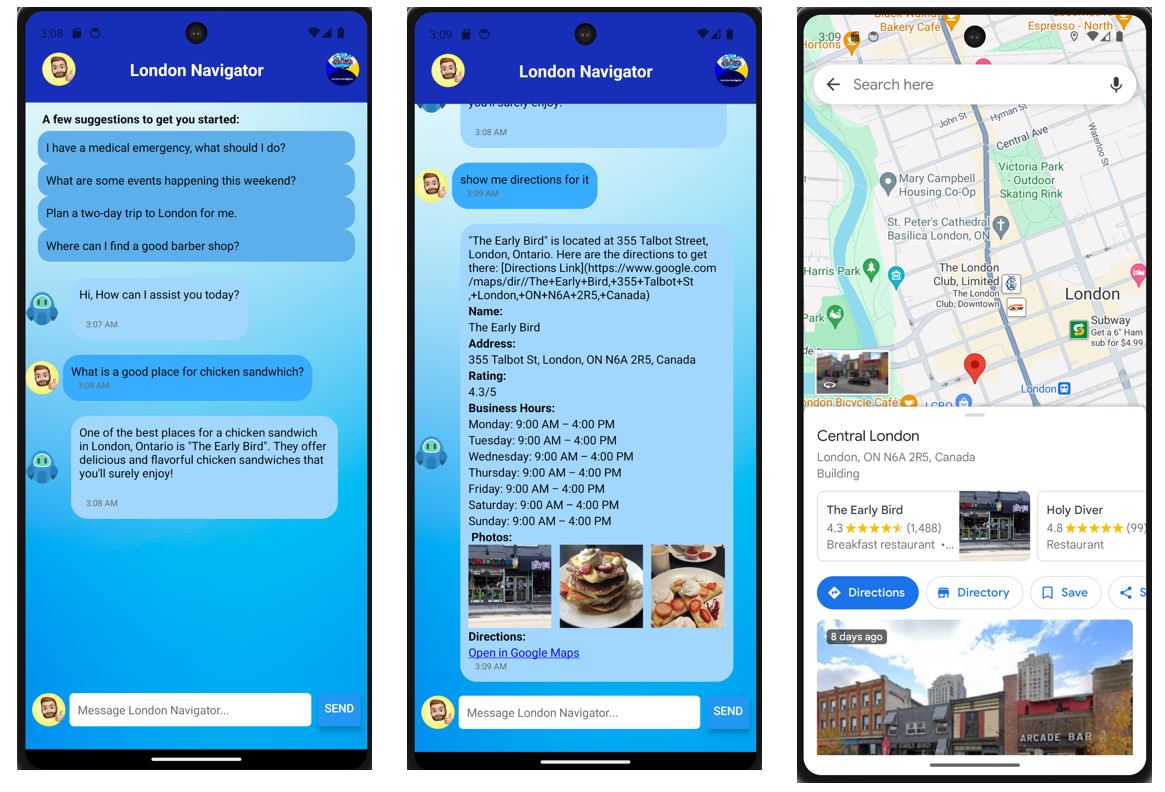 3:08
London Navigator
A few suggestions to get you started:
I have a medical emergency, what should I do?
What are some events happening this weekend?
Plan a two-day trip to London for me.
Where can I find a good barber shop?
Hi, How can I assist you today?
3:07 AM
What is a good place for chicken sandwhich?
3:08 AM
One of the best places for a chicken sandwich
in London, Ontario is "The Early Bird". They offer
delicious and flavorful chicken sandwiches that
you'll surely enjoy!
3:08 AM
Message London Navigator...
SEND
3:09
London Navigator
you'll surely enjoy!
3:08 AM
show me directions for it
3:09 AM
"The Early Bird" is located at 355 Talbot Street,
London, Ontario. Here are the directions to get
there: [Directions Link](https://www.google.com
/maps/dir//The+Early+Bird,+355+Talbot+St
,+London,+ON+N6A+2R5,+Canada)
Name:
The Early Bird
Address:
355 Talbot St, London, ON N6A 2R5, Canada
Rating:
4.3/5
Business Hours:
Monday: 9:00 AM – 4:00 PM
Tuesday: 9:00 AM – 4:00 PM
Wednesday: 9:00 AM – 4:00 PM
Thursday: 9:00 AM – 4:00 PM
Friday: 9:00 AM – 4:00 PM
Saturday: 9:00 AM – 4:00 PM
Sunday: 9:00 AM – 4:00 PM
Photos:
Directions:
Open in Google Maps
3:09 AM
Message London Navigator...
SEND
Bakery Café
Espresso - North
3:09
Hortons
Search here
John St
Hyman St
Central Ave
Waterloo St
Victoria Park
- Outdoor
Skating Rink
Mary Campbell
Housing Co-Op
St. Peter's Cathedral
Basilica London, ON
Harris Park
The London
Club, Limited
The London
Club, Downtown
A&W
London
Subway
Get a 6" Ham
sub for $4.99
Park
London
London Bicycle Café
LCBO
Central London
London, ON N6A 2R5, Canada
Building
The Early Bird
4.3 (1,488)
Breakfast restaurant •...
Holy Diver
4.8 (99)
Restaurant
Directions
Directory
Save
S
8 days ago
EARLY BIRD
ARCADE BAR